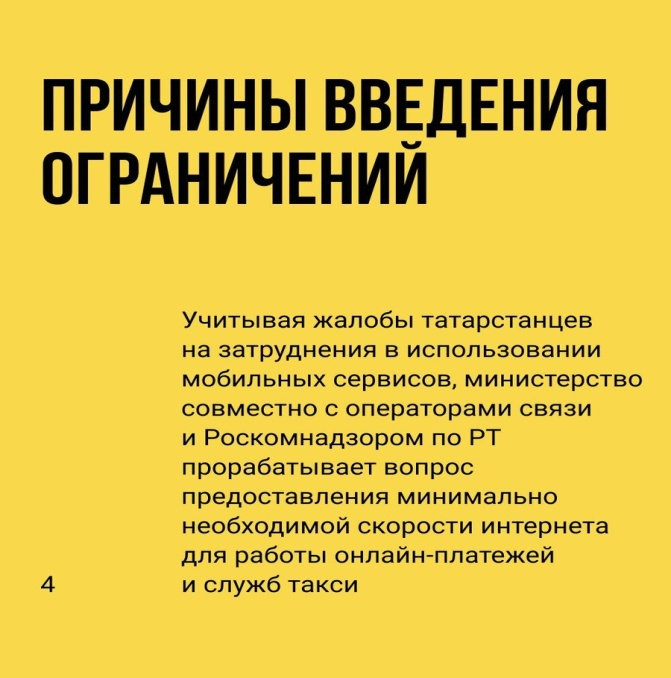 ПРИЧИНЫ ВВЕДЕНИЯ
ОГРАНИЧЕНИЙ
Учитывая жалобы татарстанцев
на затруднения в использовании
мобильных сервисов, министерство
совместно с операторами связи
и Роскомнадзором по РТ
прорабатывает вопрос
предоставления минимально
необходимой скорости интернета
для работы онлайн-платежей
и служб такси
4